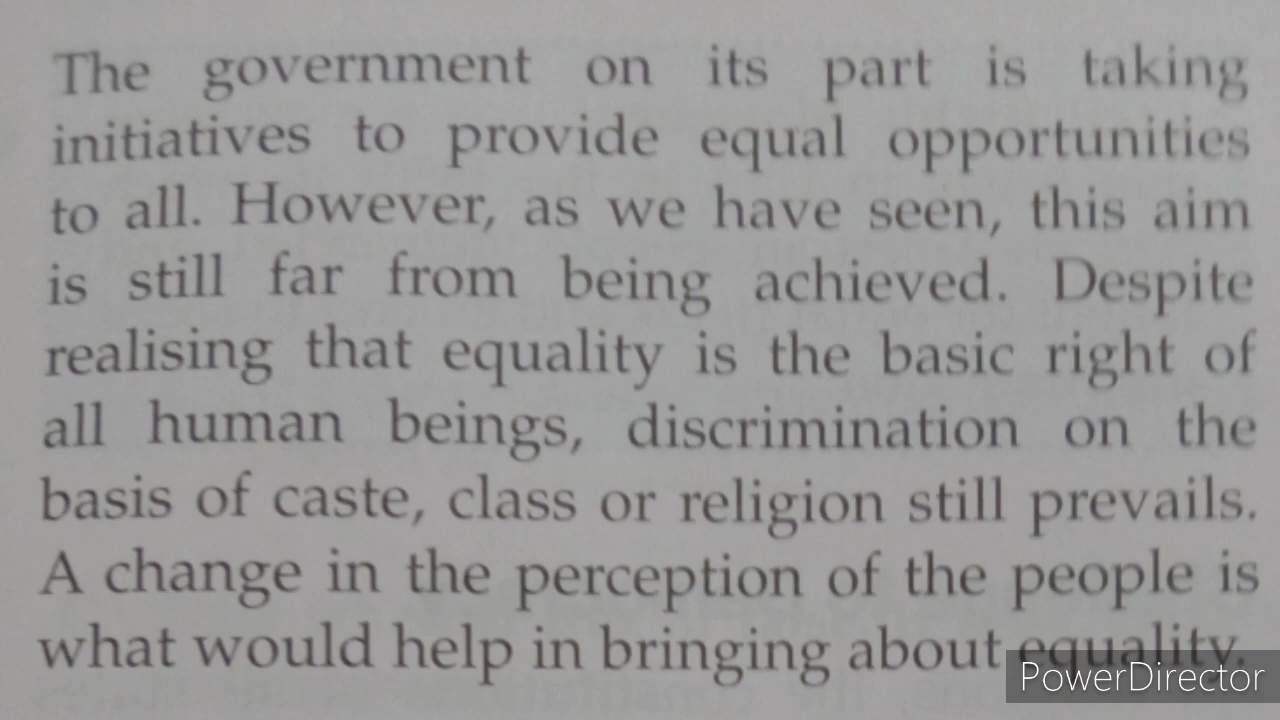 The government on its part is taking
initiatives to provide equal opportunities
to all. However, as we have seen, this aim
is still far from being achieved. Despite
realising that equality is the basic right of
all human beings, discrimination on the
basis of caste, class or religion still prevails.
A change in the perception of the people is
what would help in bringing about equality.
PowerDirector